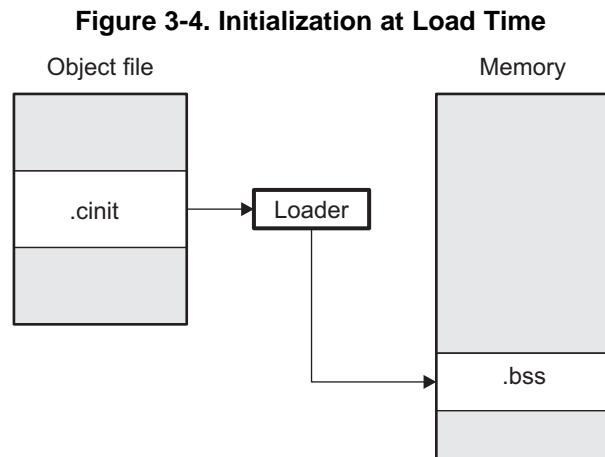 Figure 3-4. Initialization at Load Time
Object file
Memory
.cinit
Loader
.bss